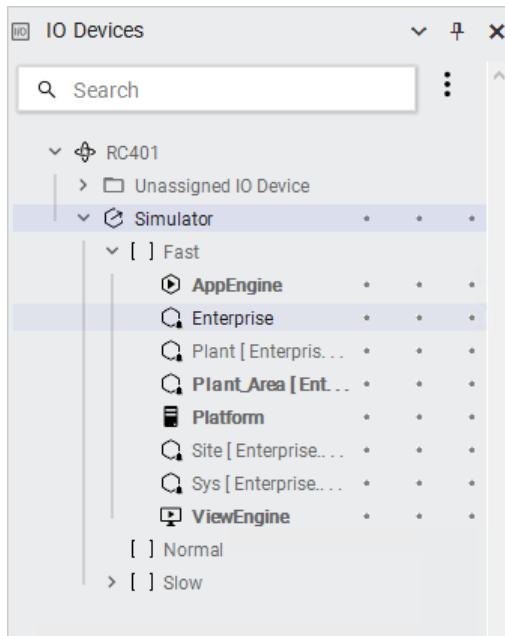 IO Devices
Search
RC401
Unassigned IO Device
Simulator
[ ] Fast
AppEngine
Enterprise
Plant [ Enterpris. . .
Plant_Area [ Ent. . .
Platform
Site [ Enterprise.. . .
Sys [ Enterprise.. . .
ViewEngine
[ ] Normal
[ ] Slow